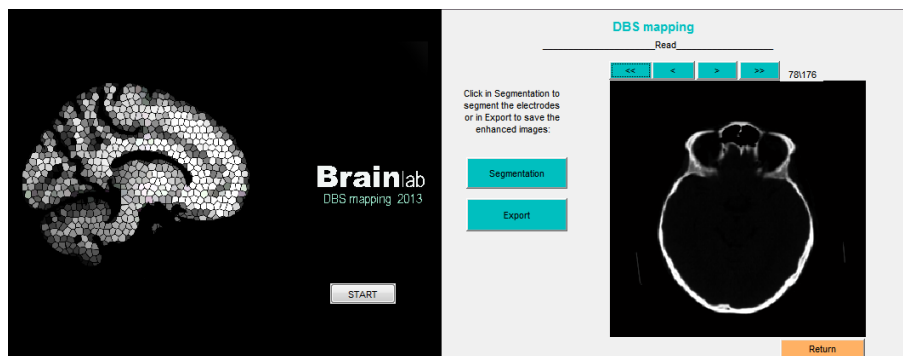 Brainlab
DBS mapping 2013
START
DBS mapping
Read
<< < > >> 78\176
Click in Segmentation to
segment the electrodes
or in Export to save the
enhanced images:
Segmentation
Export
Return